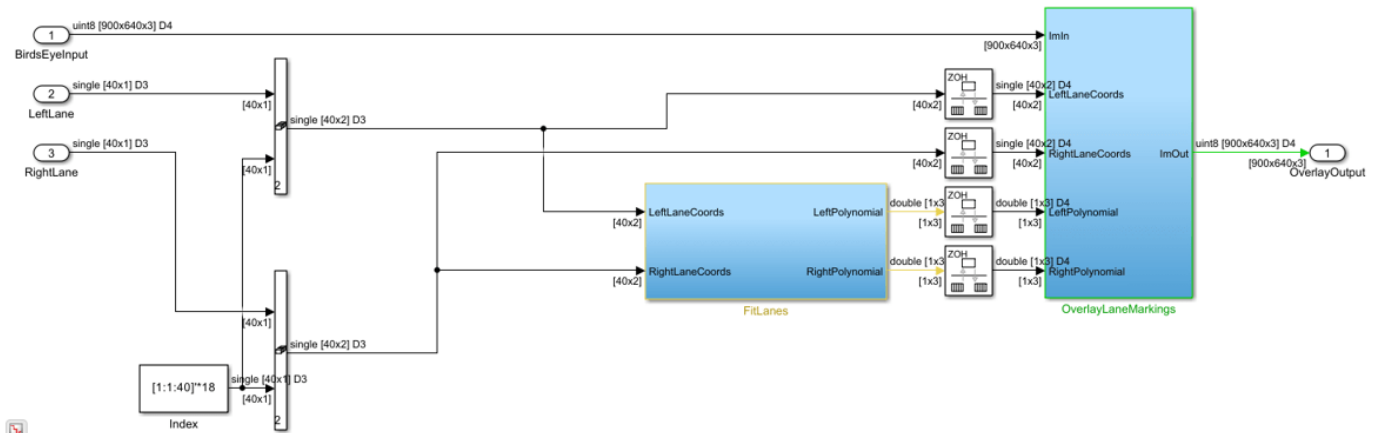 1
uint8 [900x640x3] D4
BirdsEyeInput
ImIn
[900x640x3]
2
single [40x1] D3
[40x1]
LeftLane
3
single [40x1] D3
RightLane
[40x1]
2
single [40x2] D3
ZOH
single [40x2] D4
[40x2]
[40x2]
LeftLaneCoords
ZOH
single [40x2] D4
[40x2]
[40x2]
RightLaneCoords
ImOut
uint8 [900x640x3] D4
[900x640x3]
1
OverlayOutput
LeftLaneCoords
[40x2]
LeftPolynomial
double [1x3
ZOH
double [1x3] D4
[1x3]
[1x3]
LeftPolynomial
RightLaneCoords
[40x2]
RightPolynomial
double [1x3
ZOH
double [1x3] D4
[1x3]
[1x3]
RightPolynomial
FitLanes
OverlayLaneMarkings
[40x1]
single [40x2] D3
[1:1:40]'*18
single [40x1] D3
[40x1]
Index
2